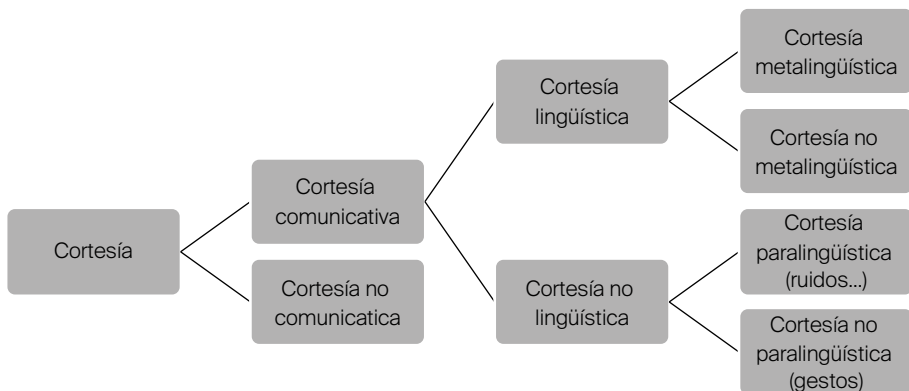 Cortesía
Cortesía
comunicativa
Cortesía no
comunicatica
Cortesía
lingüística
Cortesía no
lingüística
Cortesía
metalingüística
Cortesía no
metalingüística
Cortesía
paralingüística
(ruidos...)
Cortesía no
paralingüística
(gestos)